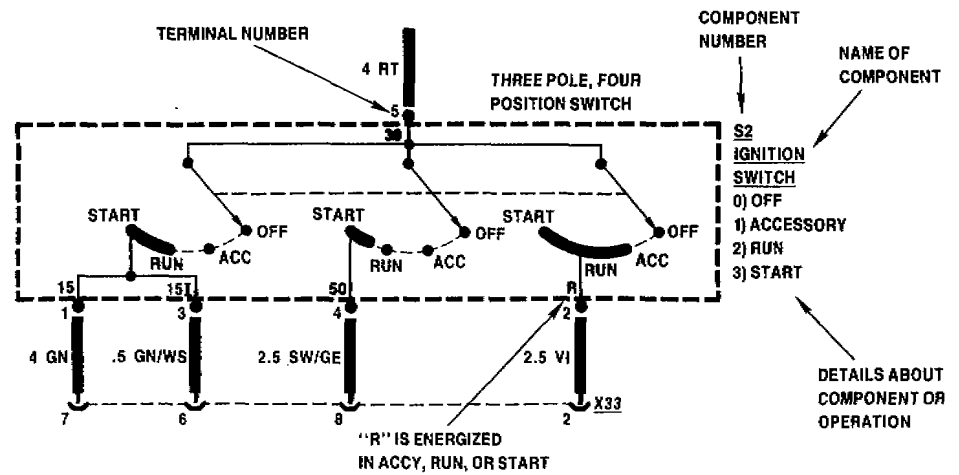 COMPONENT
NUMBER
TERMINAL NUMBER
NAME OF
COMPONENT
4 RT
THREE POLE, FOUR
POSITION SWITCH
5
30
S2
IGNITION
SWITCH
0) OFF
1) ACCESSORY
2) RUN
3) START
START
RUN
ACC
OFF
START
RUN
ACC
OFF
START
RUN
ACC
OFF
15
15I
50
R
1
3
4
2
4 GN
.5 GN/WS
2.5 SW/GE
2.5 VI
7
6
8
2
X33
DETAILS ABOUT
COMPONENT OR
OPERATION
"R" IS ENERGIZED
IN ACCY, RUN, OR START